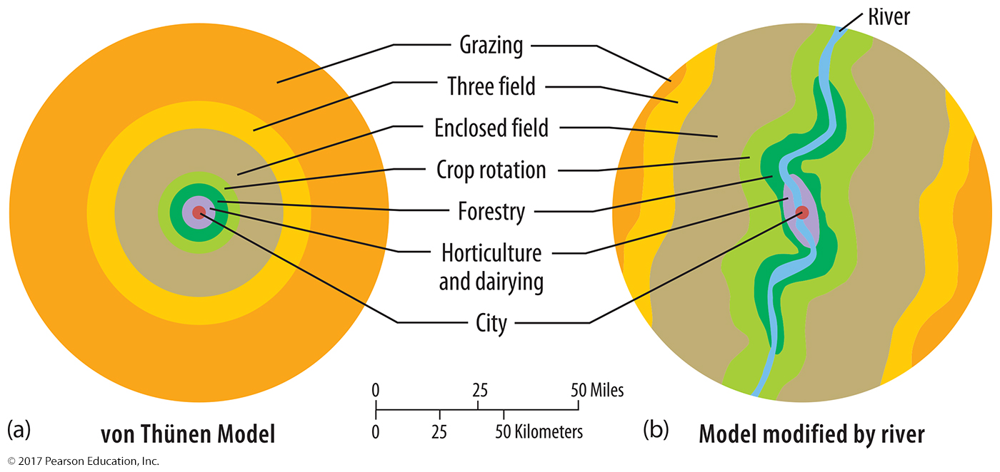 River
Grazing
Three field
Enclosed field
Crop rotation
Forestry
Horticulture
and dairying
City
0 25 50 Miles
0 25 50 Kilometers
(a) von Thünen Model
(b) Model modified by river
© 2017 Pearson Education, Inc.